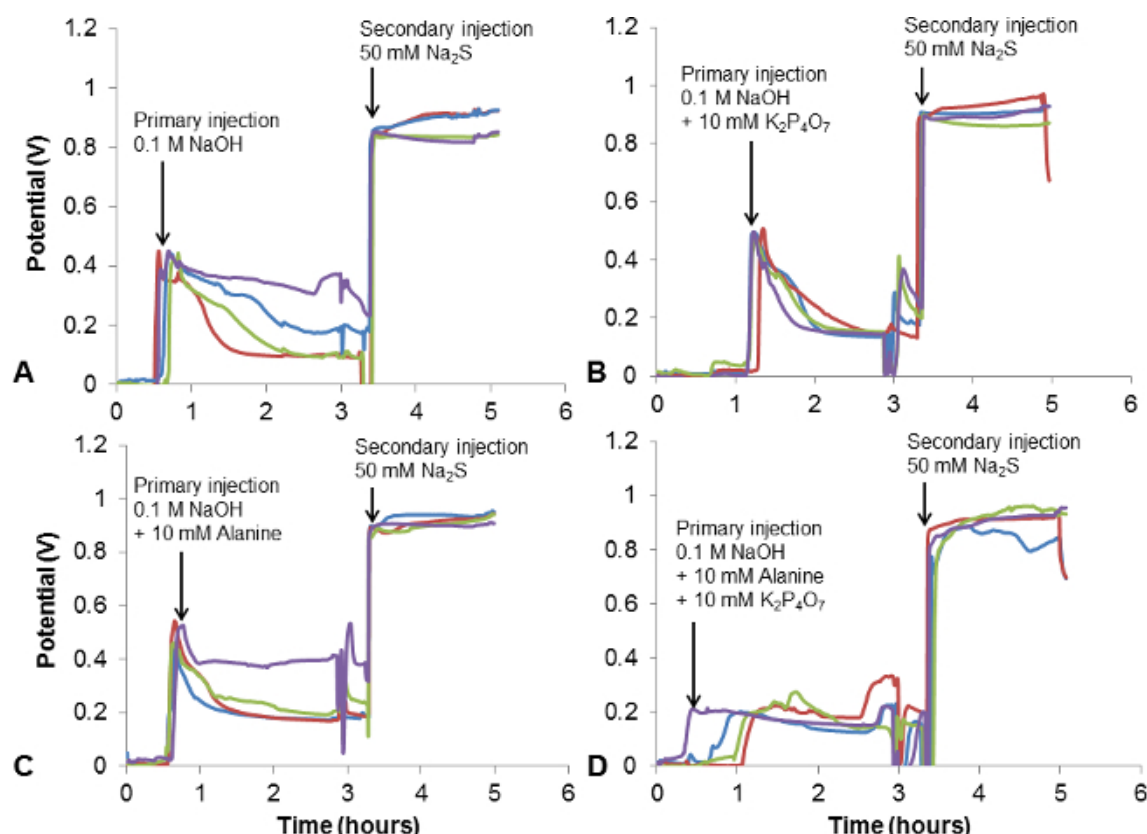 Potential (V)
1.2
1
0.8
0.6
0.4
0.2
0
Primary injection
0.1 M NaOH
Secondary injection
50 mM Na₂S
A
0 1 2 3 4 5 6
1.2
1
0.8
0.6
0.4
0.2
0
Primary injection
0.1 M NaOH
+ 10 mM K₂P₄O₇
Secondary injection
50 mM Na₂S
B
0 1 2 3 4 5 6
Potential (V)
1.2
1
0.8
0.6
0.4
0.2
0
Primary injection
0.1 M NaOH
+ 10 mM Alanine
Secondary injection
50 mM Na₂S
C
0 1 2 3 4 5 6
Time (hours)
1.2
1
0.8
0.6
0.4
0.2
0
Primary injection
0.1 M NaOH
+ 10 mM Alanine
+ 10 mM K₂P₄O₇
Secondary injection
50 mM Na₂S
D
0 1 2 3 4 5 6
Time (hours)